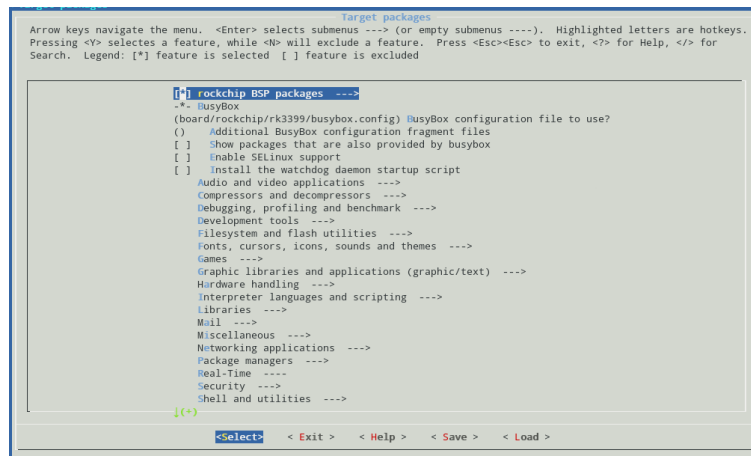 Target packages
Target packages
Arrow keys navigate the menu.  <Enter> selects submenus ---> (or empty submenus ----).  Highlighted letters are hotkeys.
Pressing <Y> selectes a feature, while <N> will exclude a feature.  Press <Esc><Esc> to exit, <?> for Help, </> for
Search.  Legend: [*] feature is selected  [ ] feature is excluded
[*] rockchip BSP packages  --->
-*- BusyBox
(board/rockchip/rk3399/busybox.config) BusyBox configuration file to use?
()    Additional BusyBox configuration fragment files
[ ]   Show packages that are also provided by busybox
[ ]   Enable SELinux support
[ ]   Install the watchdog daemon startup script
Audio and video applications  --->
Compressors and decompressors  --->
Debugging, profiling and benchmark  --->
Development tools  --->
Filesystem and flash utilities  --->
Fonts, cursors, icons, sounds and themes  --->
Games  --->
Graphic libraries and applications (graphic/text)  --->
Hardware handling  --->
Interpreter languages and scripting  --->
Libraries  --->
Mail  --->
Miscellaneous  --->
Networking applications  --->
Package managers  --->
Real-Time  ----
Security  --->
Shell and utilities  --->
↓(+)
<Select>    < Exit >    < Help >    < Save >    < Load >